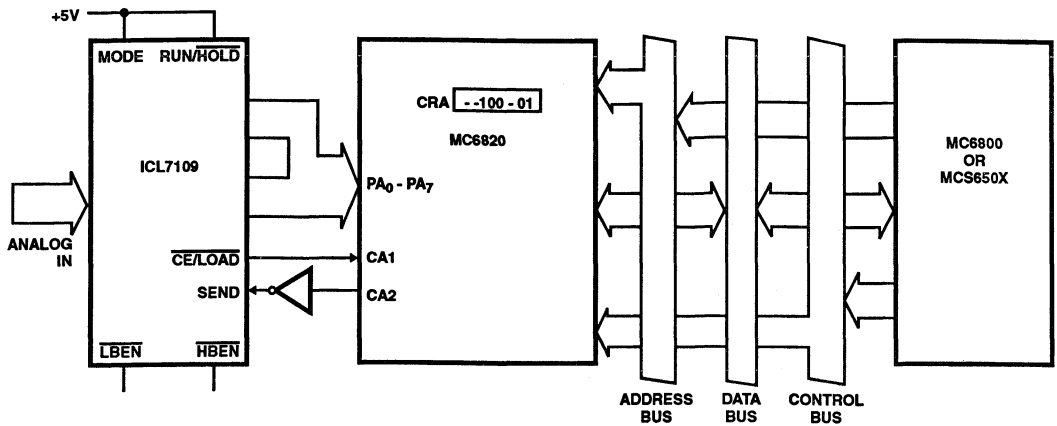 +5V
MODE RUN/HOLD
ICL7109
ANALOG
IN
CE/LOAD
SEND
LBEN HBEN
CRA - -100 - 01
MC6820
PA0 - PA7
CA1
CA2
ADDRESS
BUS
DATA
BUS
CONTROL
BUS
MC6800
OR
MCS650X